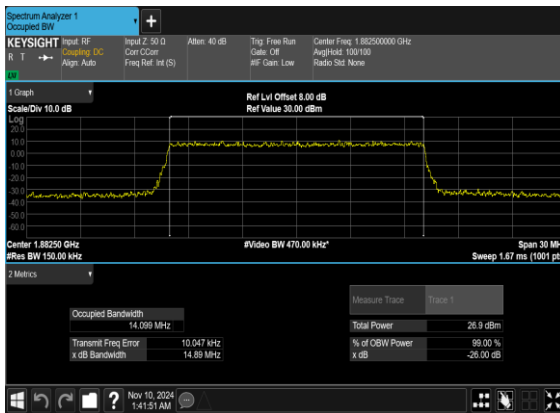 Spectrum Analyzer 1
Occupied BW
+
KEYSIGHT Input: RF Input Z: 50 Ω Atten: 40 dB Trig: Free Run Center Freq: 1.882500000 GHz
R T Coupling: DC Corr CCorr Gate: Off Avg|Hold: 100/100
Align: Auto Freq Ref: Int (S) #IF Gain: Low Radio Std: None
1 Graph
Scale/Div 10.0 dB Ref Lvl Offset 8.00 dB
Ref Value 30.00 dBm
Log
20.0
10.0
0.00
-10.0
-20.0
-30.0
-40.0
-50.0
-60.0
Center 1.88250 GHz #Video BW 470.00 kHz* Span 30 MH
#Res BW 150.00 kHz Sweep 1.67 ms (1001 pt
2 Metrics
Measure Trace Trace 1
Occupied Bandwidth
14.099 MHz Total Power 26.9 dBm
Transmit Freq Error 10.047 kHz % of OBW Power 99.00 %
x dB Bandwidth 14.89 MHz x dB -26.00 dB
? Nov 10, 2024
1:41:51 AM